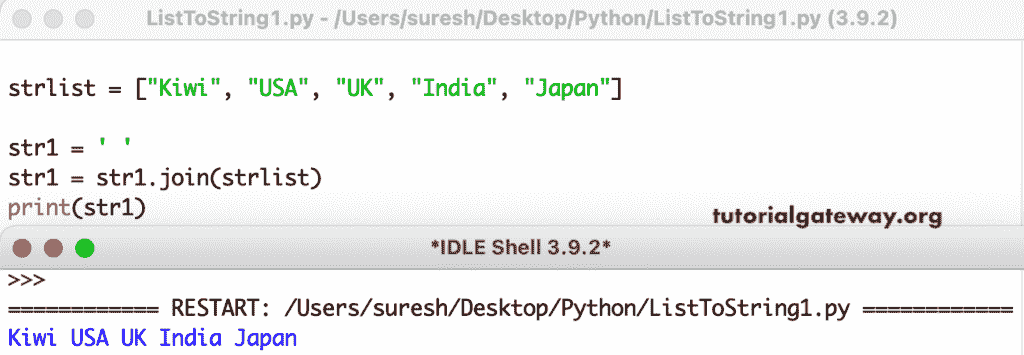 ListToString1.py - /Users/suresh/Desktop/Python/ListToString1.py (3.9.2)
strlist = ["Kiwi", "USA", "UK", "India", "Japan"]
str1 = ' '
str1 = str1.join(strlist)
print(str1)
tutorialgateway.org
*IDLE Shell 3.9.2*
>>>
============ RESTART: /Users/suresh/Desktop/Python/ListToString1.py ============
Kiwi USA UK India Japan